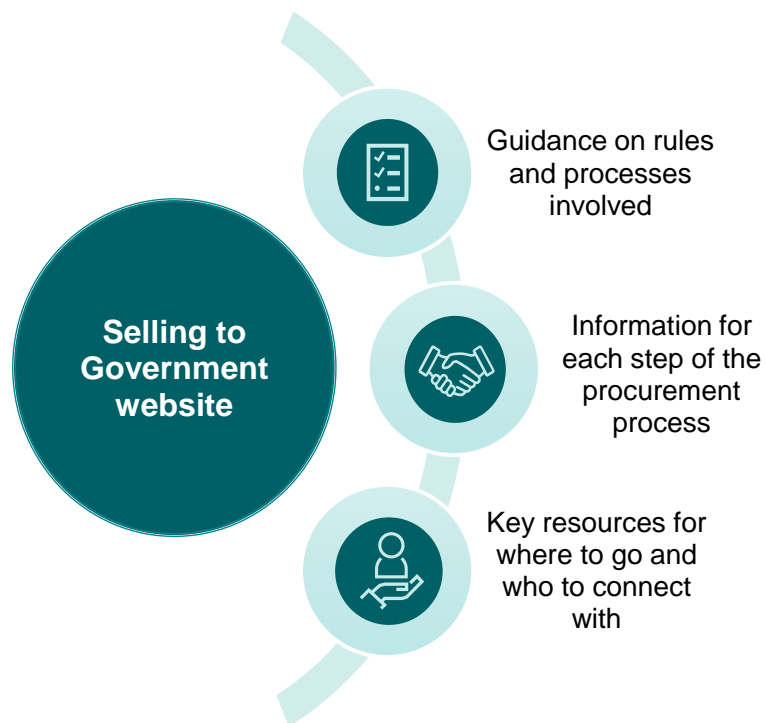 Selling to
Government
website
Guidance on rules
and processes
involved
Information for
each step of the
procurement
process
Key resources for
where to go and
who to connect
with